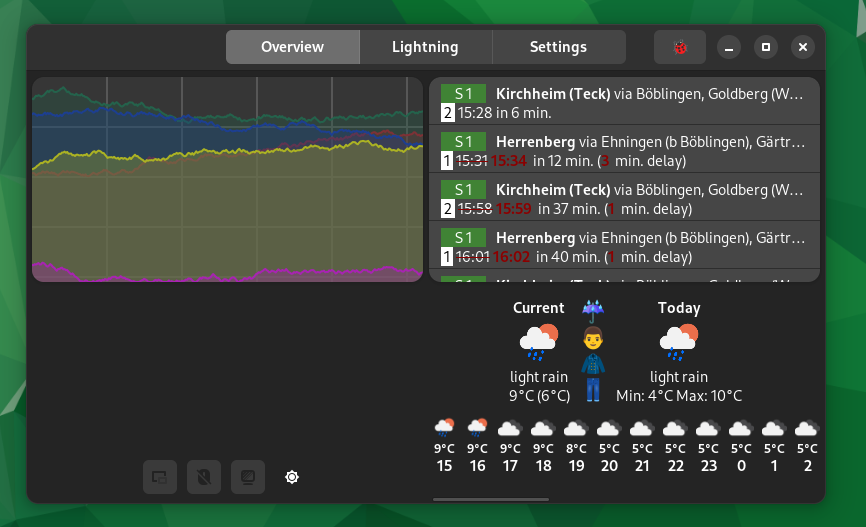 Overview Lightning Settings
S 1 Kirchheim (Teck) via Böblingen, Goldberg (W...
2 15:28 in 6 min.
S 1 Herrenberg via Ehningen (b Böblingen), Gärtr...
1 15:31 15:34 in 12 min. (3 min. delay)
S 1 Kirchheim (Teck) via Böblingen, Goldberg (W...
2 15:58 15:59 in 37 min. (1 min. delay)
S 1 Herrenberg via Ehningen (b Böblingen), Gärtr...
1 16:01 16:02 in 40 min. (1 min. delay)
Current Today
light rain light rain
9°C (6°C) Min: 4°C Max: 10°C
9°C 9°C 9°C 9°C 8°C 5°C 5°C 5°C 5°C 5°C 5°C 5°C
15 16 17 18 19 20 21 22 23 0 1 2